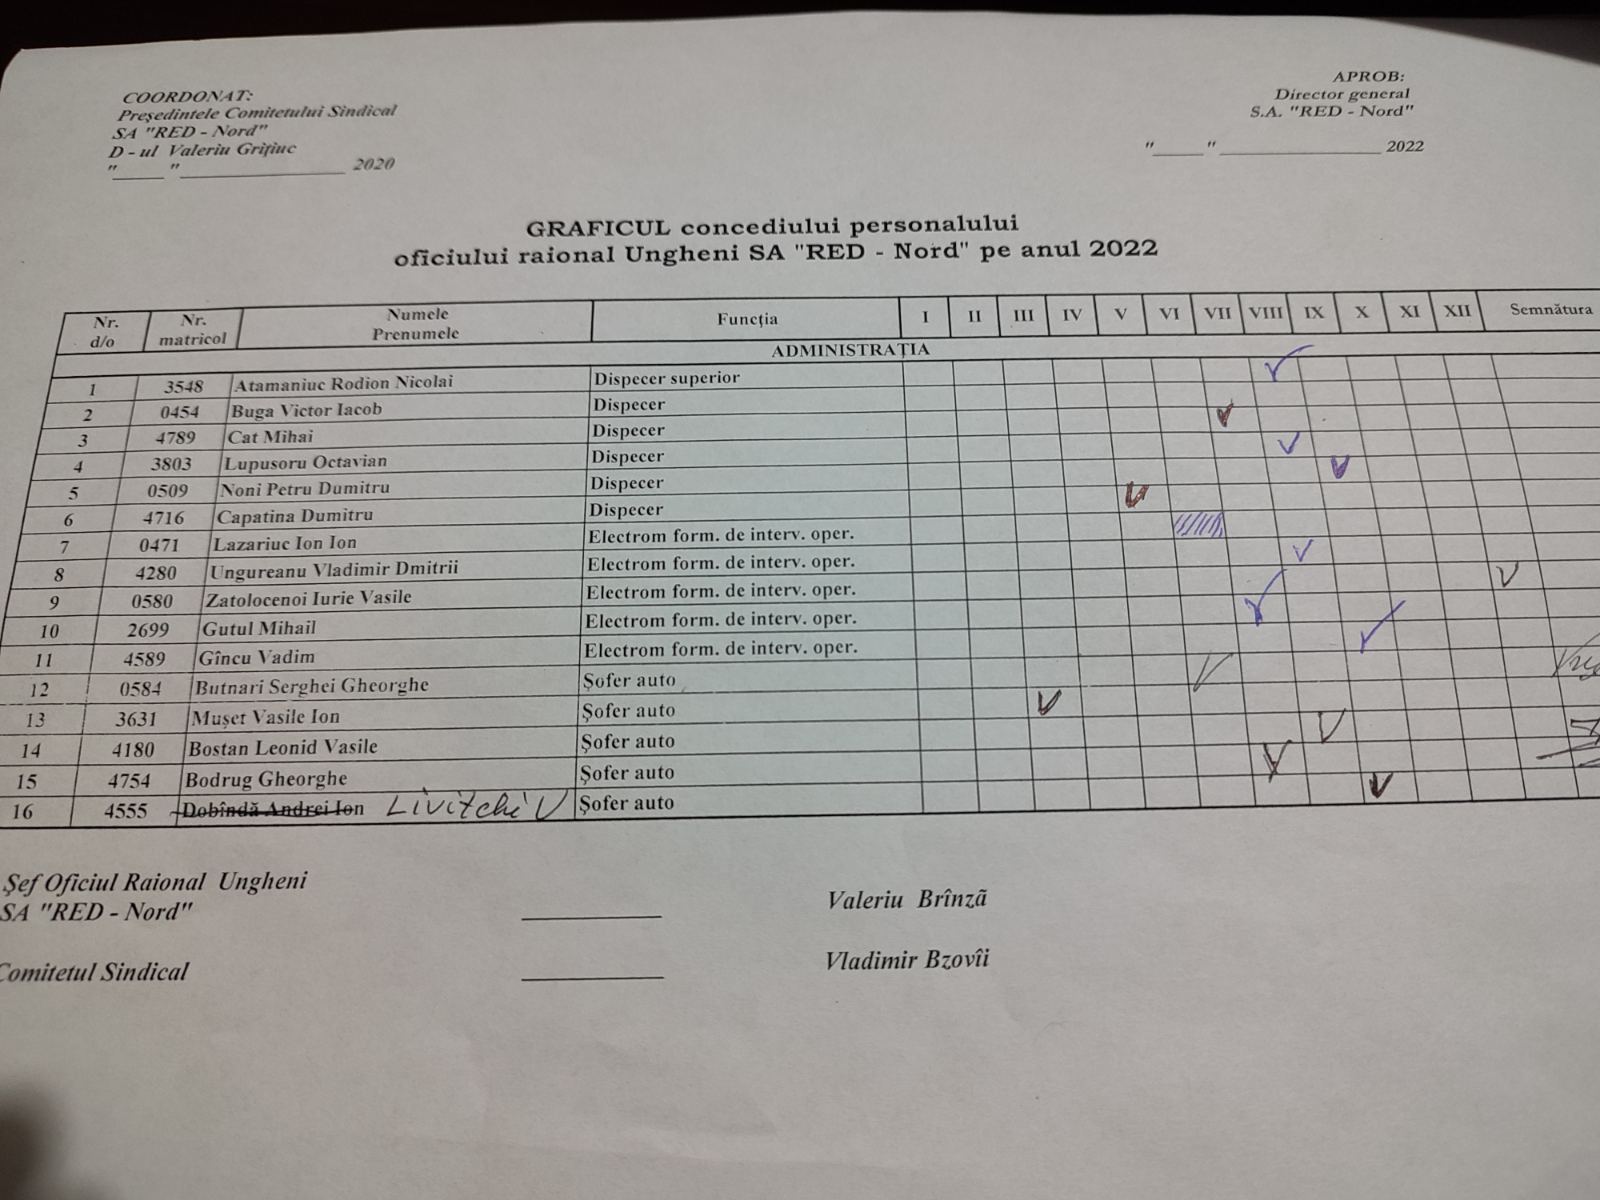 COORDONAT:
Preşedintele Comitetului Sindical
SA "RED - Nord"
D - ul Valeriu Griţiuc
"_____ "_______________ 2020
APROB:
Director general
S.A. "RED - Nord"
"_____ " _______________ 2022
GRAFICUL concediului personalului
oficiului raional Ungheni SA "RED - Nord" pe anul 2022
Nr. d/o Nr. matricol Numele Prenumele Funcţia I II III IV V VI VII VIII IX X XI XII Semnătura
ADMINISTRAŢIA
1 3548 Atamaniuc Rodion Nicolai Dispecer superior
2 0454 Buga Victor Iacob Dispecer
3 4789 Cat Mihai Dispecer
4 3803 Lupusoru Octavian Dispecer
5 0509 Noni Petru Dumitru Dispecer
6 4716 Capatina Dumitru Dispecer
7 0471 Lazariuc Ion Ion Electrom form. de interv. oper.
8 4280 Ungureanu Vladimir Dmitrii Electrom form. de interv. oper.
9 0580 Zatolocenoi Iurie Vasile Electrom form. de interv. oper.
10 2699 Gutul Mihail Electrom form. de interv. oper.
11 4589 Gîncu Vadim Electrom form. de interv. oper.
12 0584 Butnari Serghei Gheorghe Şofer auto
13 3631 Muşet Vasile Ion Şofer auto
14 4180 Bostan Leonid Vasile Şofer auto
15 4754 Bodrug Gheorghe Şofer auto
16 4555 Dobîndă Andrei Ion Livitchi V Şofer auto
Şef Oficiul Raional Ungheni
SA "RED - Nord" __________ Valeriu Brînză
Comitetul Sindical __________ Vladimir Bzovîi